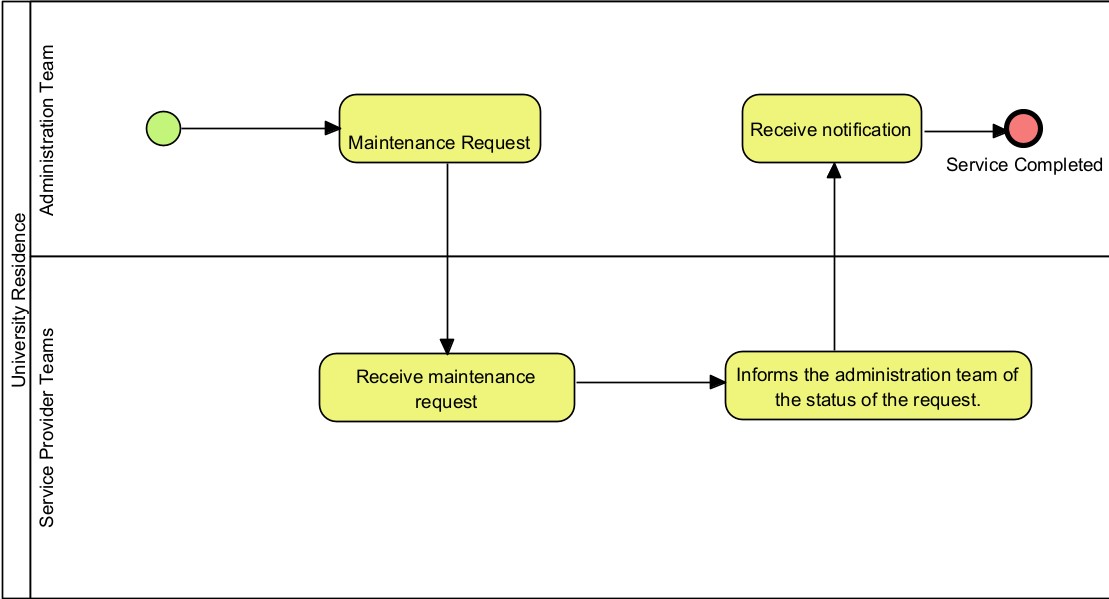 University Residence
Administration Team
Maintenance Request
Receive notification
Service Completed
Service Provider Teams
Receive maintenance
request
Informs the administration team of
the status of the request.